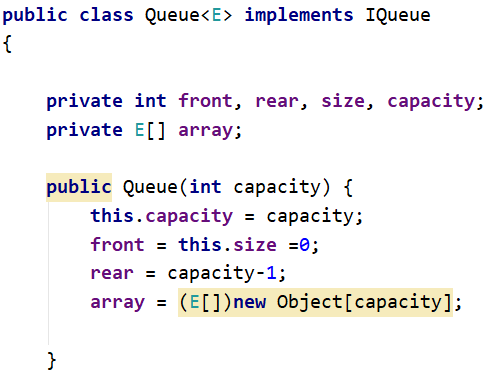 public class Queue<E> implements IQueue
{
private int front, rear, size, capacity;
private E[] array;
public Queue(int capacity) {
this.capacity = capacity;
front = this.size =0;
rear = capacity-1;
array = (E[])new Object[capacity];
}